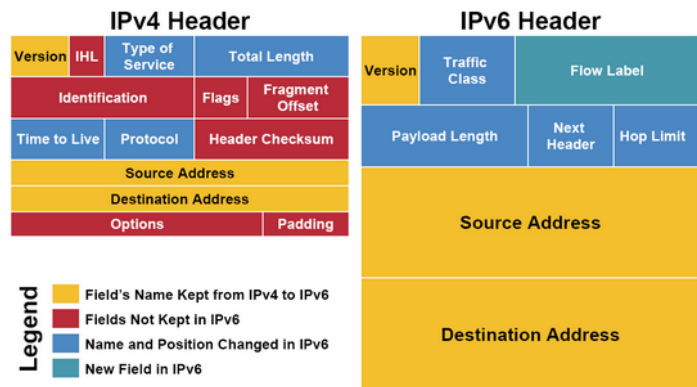 IPv4 Header
Version IHL Type of Service Total Length
Identification Flags Fragment Offset
Time to Live Protocol Header Checksum
Source Address
Destination Address
Options Padding
IPv6 Header
Version Traffic Class Flow Label
Payload Length Next Header Hop Limit
Source Address
Destination Address
Legend
Field's Name Kept from IPv4 to IPv6
Fields Not Kept in IPv6
Name and Position Changed in IPv6
New Field in IPv6